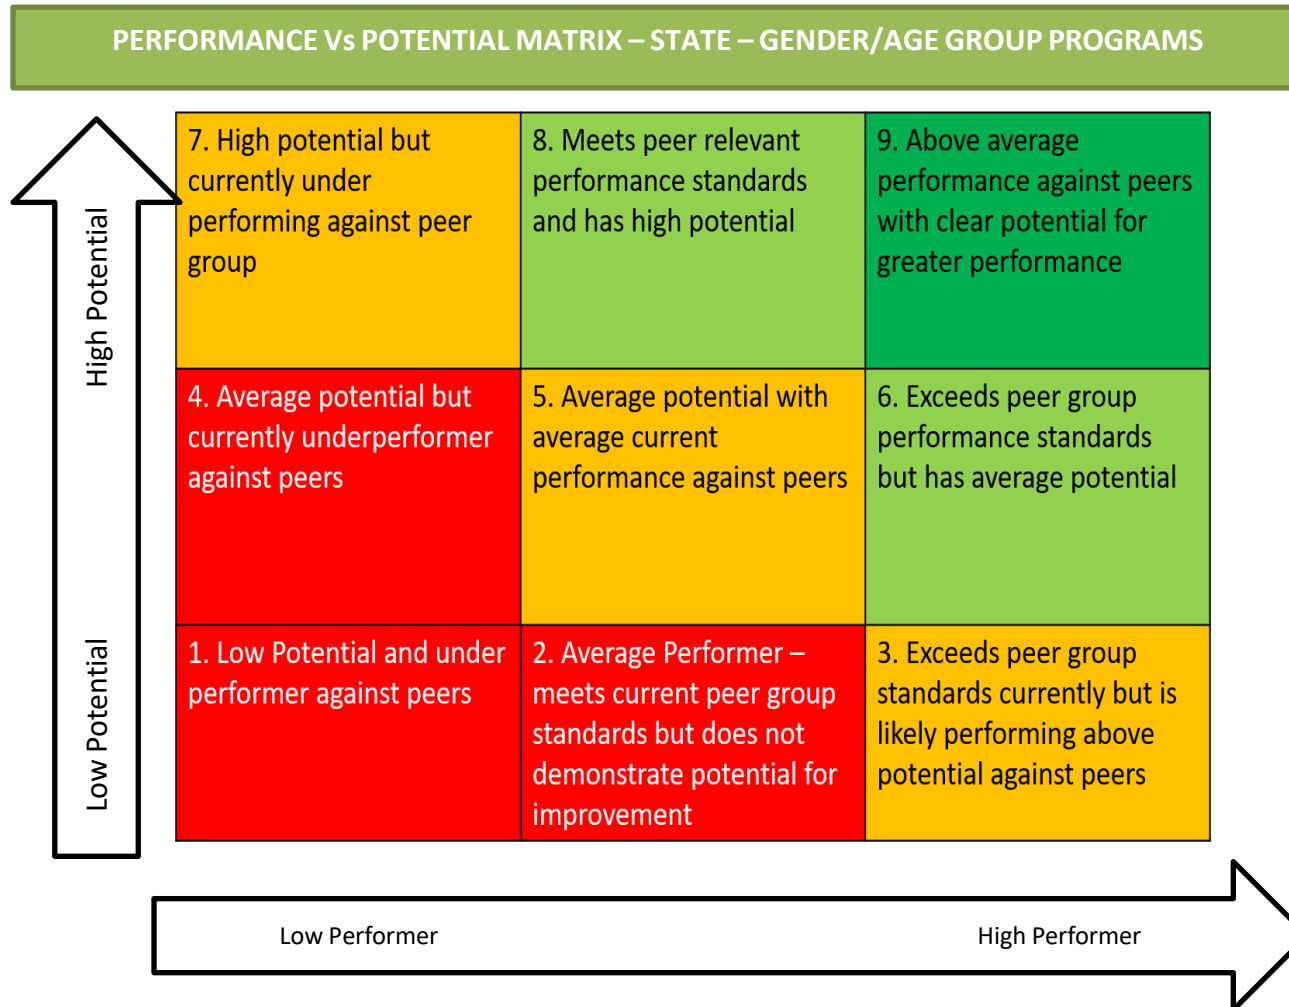 PERFORMANCE Vs POTENTIAL MATRIX – STATE – GENDER/AGE GROUP PROGRAMS
High Potential
Low Potential
7. High potential but
currently under
performing against peer
group
8. Meets peer relevant
performance standards
and has high potential
9. Above average
performance against peers
with clear potential for
greater performance
4. Average potential but
currently underperformer
against peers
5. Average potential with
average current
performance against peers
6. Exceeds peer group
performance standards
but has average potential
1. Low Potential and under
performer against peers
2. Average Performer –
meets current peer group
standards but does not
demonstrate potential for
improvement
3. Exceeds peer group
standards currently but is
likely performing above
potential against peers
Low Performer
High Performer